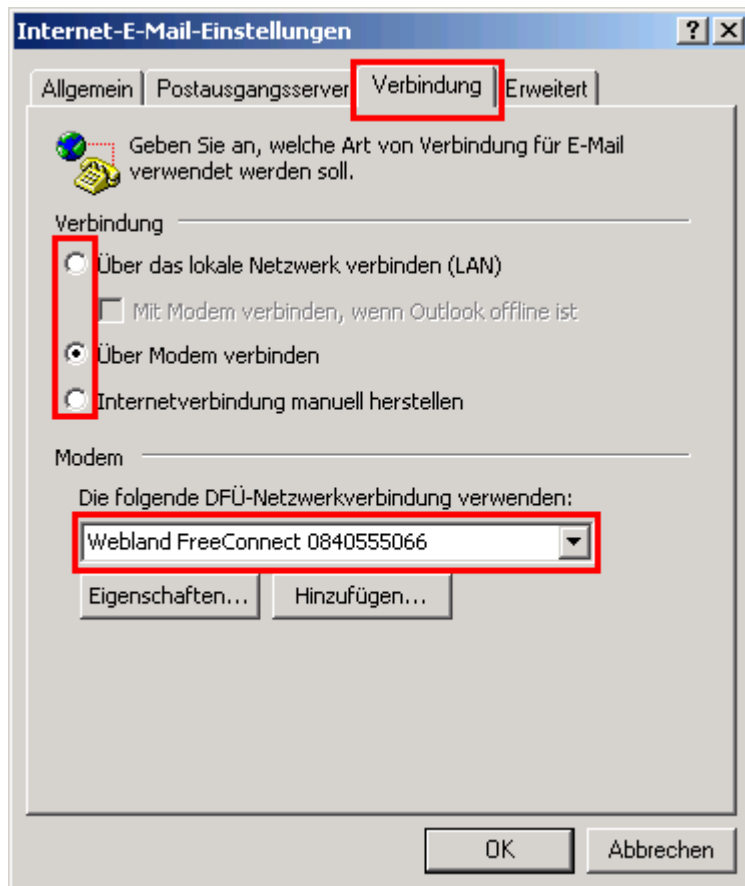 Internet-E-Mail-Einstellungen
Allgemein Postausgangsserver Verbindung Erweitert
Geben Sie an, welche Art von Verbindung für E-Mail
verwendet werden soll.
Verbindung
Über das lokale Netzwerk verbinden (LAN)
Mit Modem verbinden, wenn Outlook offline ist
Über Modem verbinden
Internetverbindung manuell herstellen
Modem
Die folgende DFÜ-Netzwerkverbindung verwenden:
Webland FreeConnect 0840555066
Eigenschaften... Hinzufügen...
OK Abbrechen